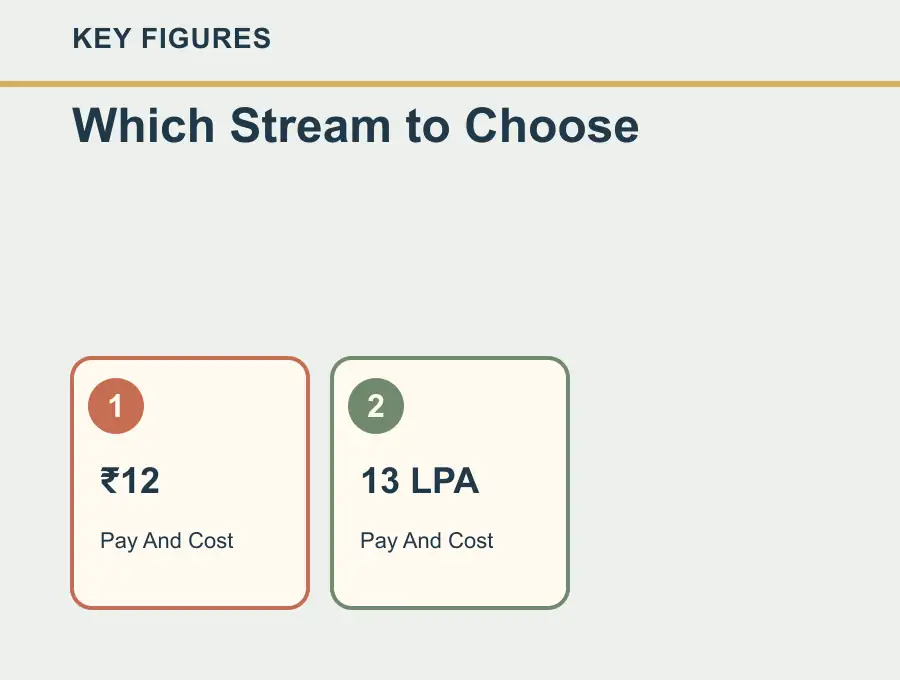 KEY FIGURES
Which Stream to Choose
1
2
₹12
13 LPA
Pay And Cost
Pay And Cost